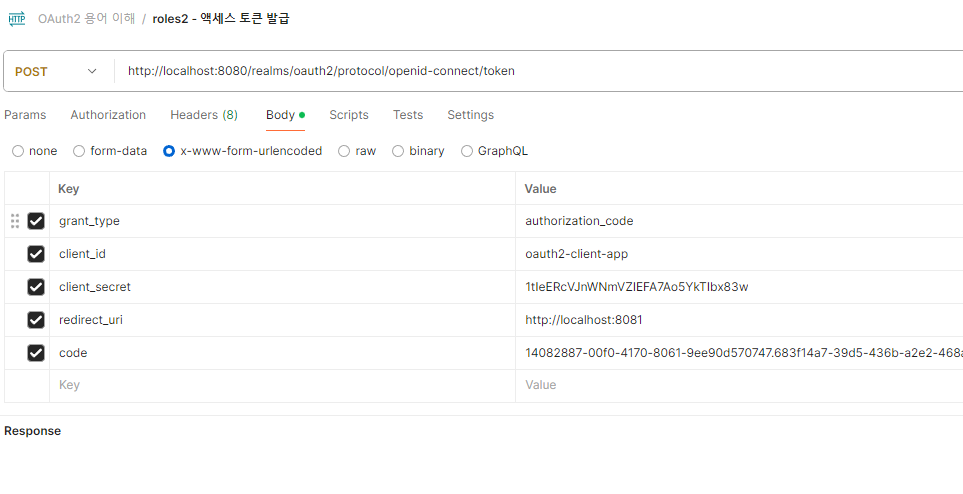 HTTP OAuth2 용어 이해 / roles2 - 액세스 토큰 발급
POST http://localhost:8080/realms/oauth2/protocol/openid-connect/token
Params Authorization Headers (8) Body Scripts Tests Settings
none form-data x-www-form-urlencoded raw binary GraphQL
Key Value
grant_type authorization_code
client_id oauth2-client-app
client_secret 1tIeERcVJnWNmVZIEFA7Ao5YkTlbx83w
redirect_uri http://localhost:8081
code 14082887-00f0-4170-8061-9ee90d570747.683f14a7-39d5-436b-a2e2-468a
Key Value
Response